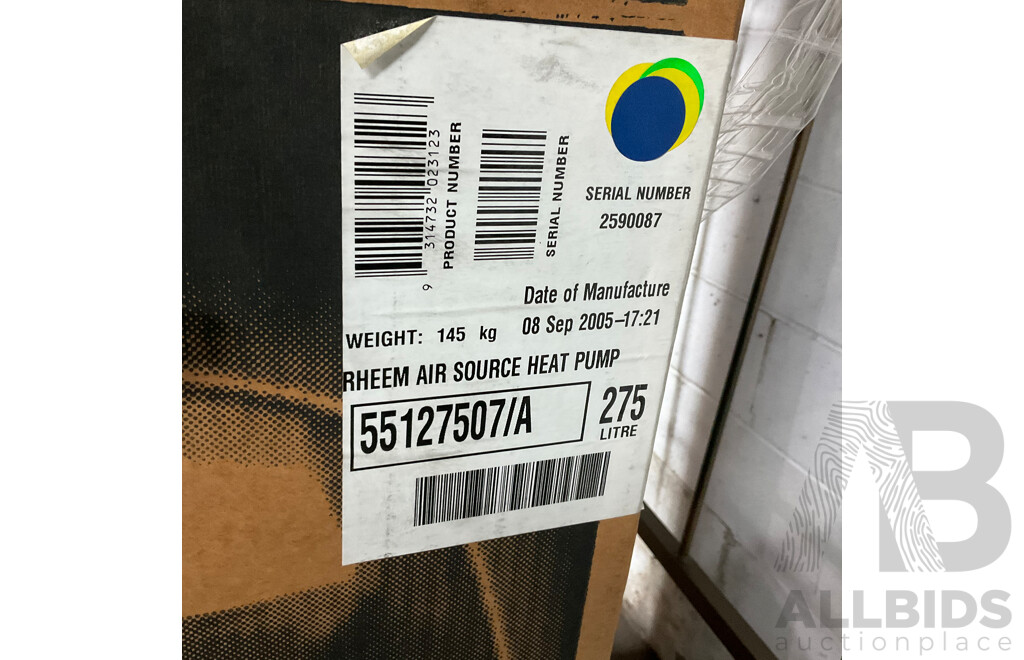 9 314732 023123
PRODUCT NUMBER
SERIAL NUMBER
SERIAL NUMBER
2590087
Date of Manufacture
08 Sep 2005-17:21
WEIGHT: 145 kg
RHEEM AIR SOURCE HEAT PUMP
55127507/A
275
LITRE
AB
ALLBIDS
auctionplace